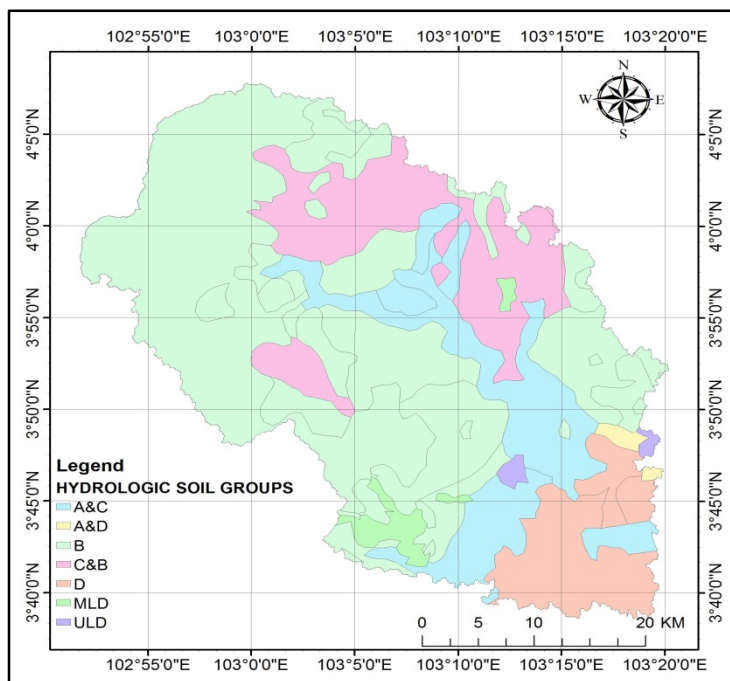 102°55'0"E 103°0'0"E 103°5'0"E 103°10'0"E 103°15'0"E 103°20'0"E
N
W E
S
4°5'0"N 4°5'0"N
4°0'0"N 4°0'0"N
3°55'0"N 3°55'0"N
3°50'0"N 3°50'0"N
3°45'0"N 3°45'0"N
3°40'0"N 3°40'0"N
Legend
HYDROLOGIC SOIL GROUPS
A&C
A&D
B
C&B
D
MLD
ULD
0 5 10 20 KM
102°55'0"E 103°0'0"E 103°5'0"E 103°10'0"E 103°15'0"E 103°20'0"E